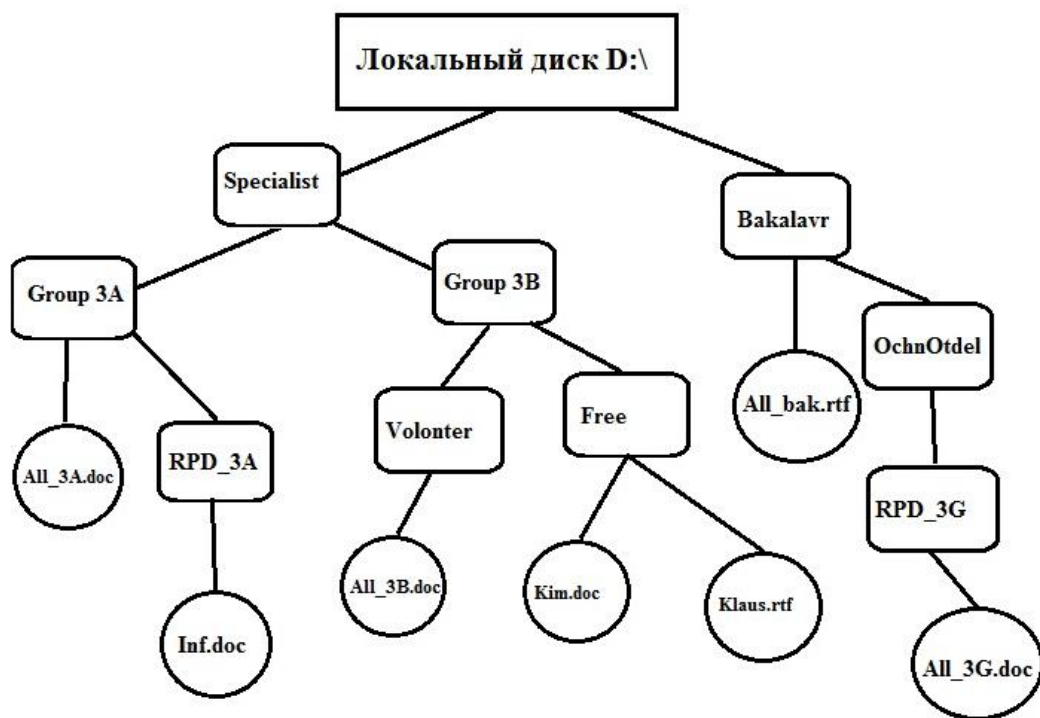 Локальный диск D:\
Specialist
Bakalavr
Group 3A
Group 3B
OchnOtdel
All_bak.rtf
Volonter
Free
All_3A.doc
RPD_3A
RPD_3G
All_3B.doc
Kim.doc
Klaus.rtf
Inf.doc
All_3G.doc